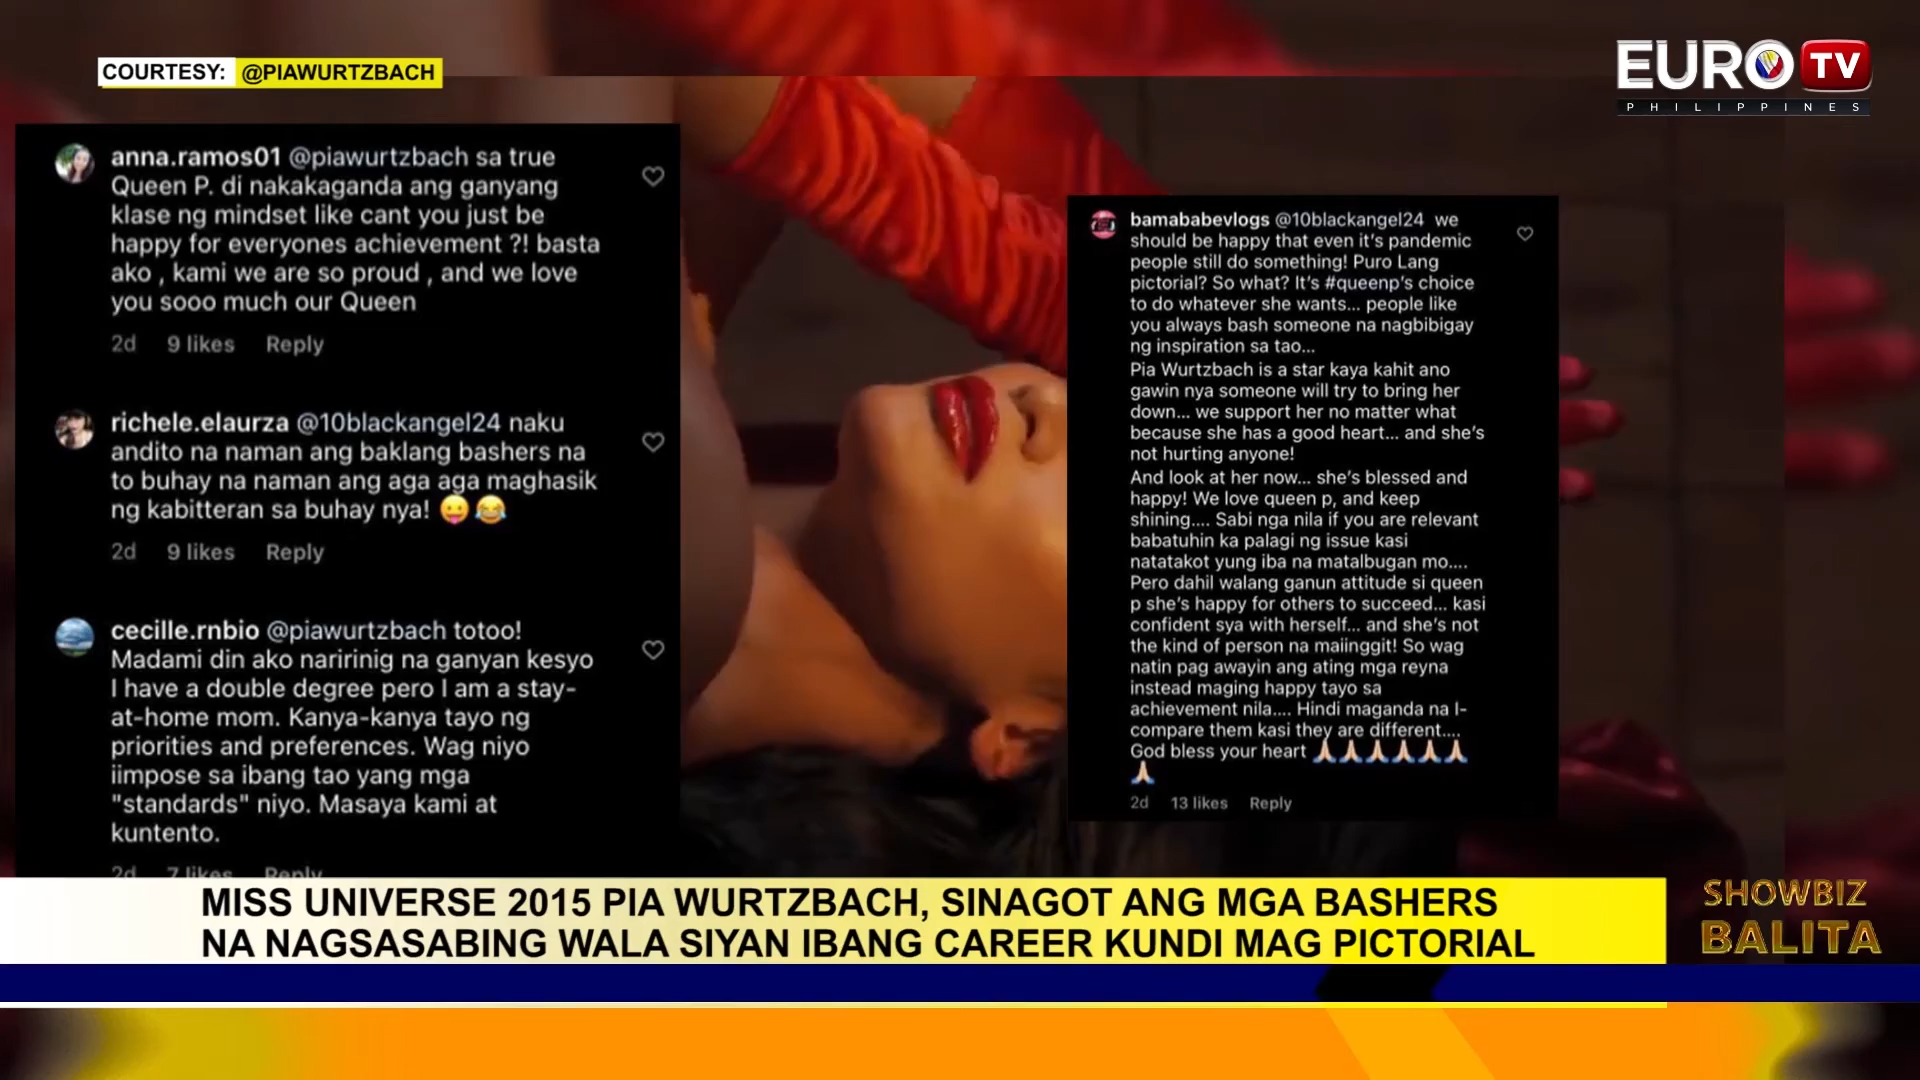 COURTESY: @PIAWURTZBACH
EURO TV
PHILIPPINES
anna.ramos01 @piawurtzbach sa true
Queen P. di nakakaganda ang ganyang
klase ng mindset like cant you just be
happy for everyones achievement ?! basta
ako , kami we are so proud , and we love
you sooo much our Queen
2d 9 likes Reply
richele.elaurza @10blackangel24 naku
andito na naman ang baklang bashers na
to buhay na naman ang aga aga maghasik
ng kabitteran sa buhay nya! 😛😂
2d 9 likes Reply
cecille.rnbio @piawurtzbach totoo!
Madami din ako naririnig na ganyan kesyo
I have a double degree pero I am a stay-
at-home mom. Kanya-kanya tayo ng
priorities and preferences. Wag niyo
iimpose sa ibang tao yang mga
"standards" niyo. Masaya kami at
kuntento.
2d 7 likes Reply
bamababevlogs @10blackangel24 we
should be happy that even it's pandemic
people still do something! Puro Lang
pictorial? So what? It's #queenp's choice
to do whatever she wants... people like
you always bash someone na nagbibigay
ng inspiration sa tao...
Pia Wurtzbach is a star kaya kahit ano
gawin nya someone will try to bring her
down... we support her no matter what
because she has a good heart... and she's
not hurting anyone!
And look at her now... she's blessed and
happy! We love queen p, and keep
shining.... Sabi nga nila if you are relevant
babatuhin ka palagi ng issue kasi
natatakot yung iba na matalbugan mo....
Pero dahil walang ganun attitude si queen
p she's happy for others to succeed... kasi
confident sya with herself... and she's not
the kind of person na maiinggit! So wag
natin pag awayin ang ating mga reyna
instead maging happy tayo sa
achievement nila.... Hindi maganda na I-
compare them kasi they are different....
God bless your heart 🙏🏻🙏🏻🙏🏻🙏🏻🙏🏻🙏🏻
🙏🏻
2d 13 likes Reply
MISS UNIVERSE 2015 PIA WURTZBACH, SINAGOT ANG MGA BASHERS
NA NAGSASABING WALA SIYAN IBANG CAREER KUNDI MAG PICTORIAL
SHOWBIZ
BALITA